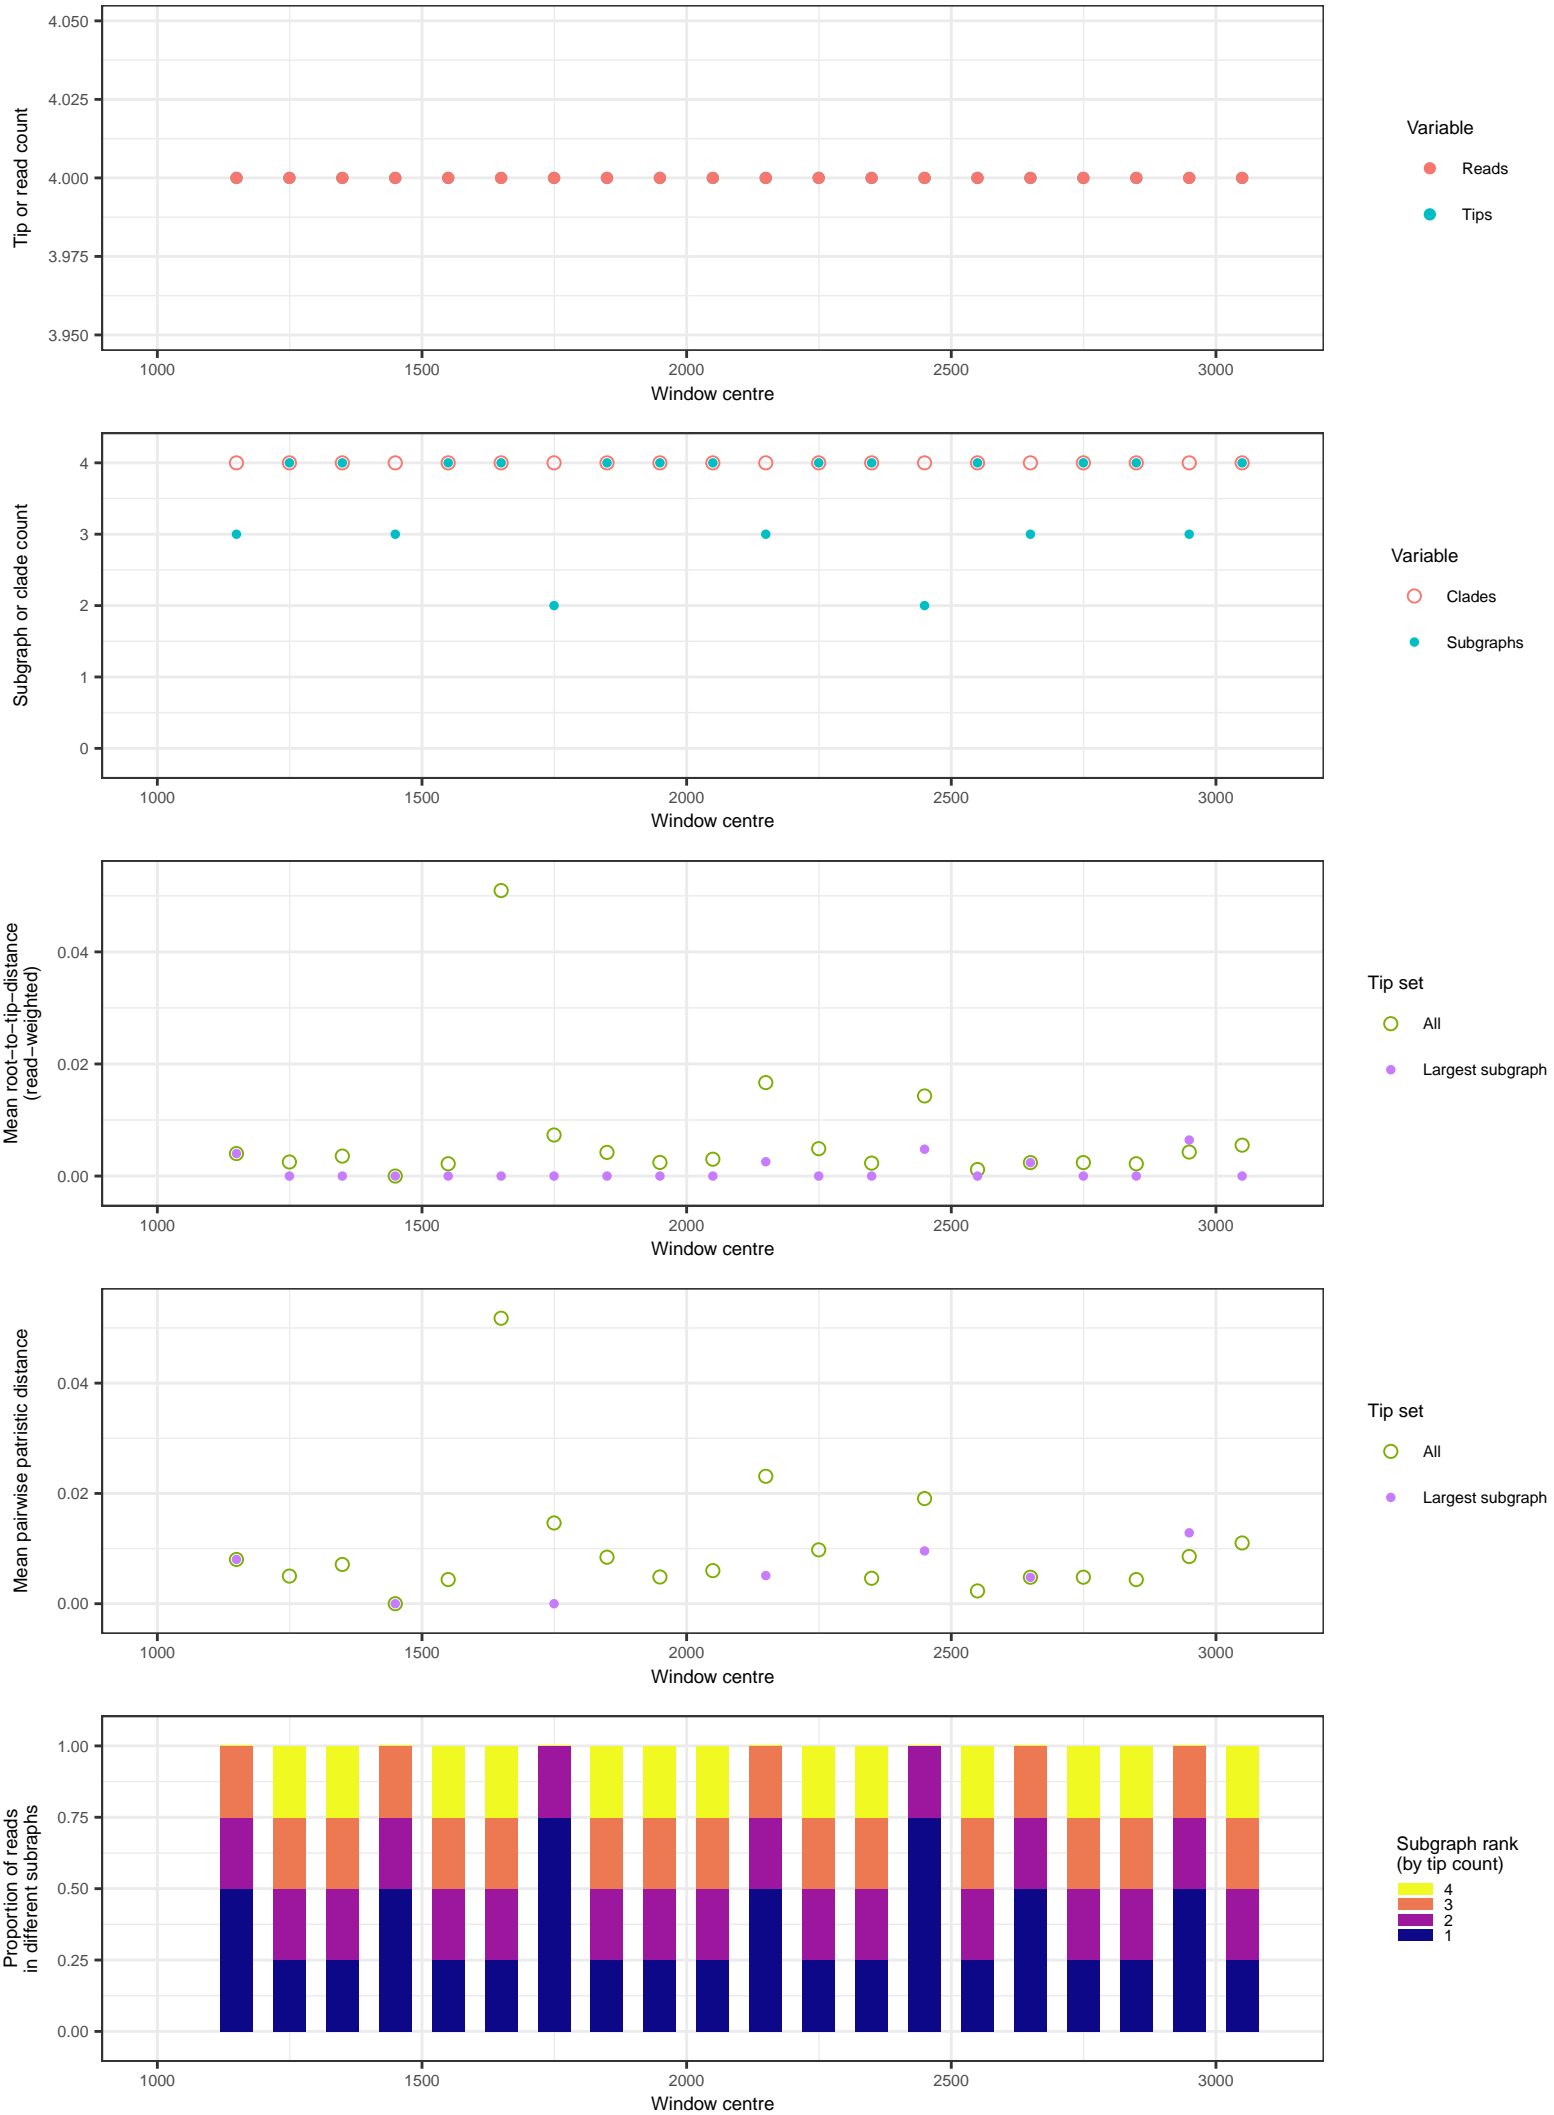 4.050
4.025
4.000
3.975
3.950
Tip or read count
1000 1500 2000 2500 3000
Window centre
Variable
Reads
Tips
4
3
2
1
0
Subgraph or clade count
1000 1500 2000 2500 3000
Window centre
Variable
Clades
Subgraphs
0.04
0.02
0.00
Mean root−to−tip−distance
(read−weighted)
1000 1500 2000 2500 3000
Window centre
Tip set
All
Largest subgraph
0.04
0.02
0.00
Mean pairwise patristic distance
1000 1500 2000 2500 3000
Window centre
Tip set
All
Largest subgraph
1.00
0.75
0.50
0.25
0.00
Proportion of reads
in different subraphs
1000 1500 2000 2500 3000
Window centre
Subgraph rank
(by tip count)
4
3
2
1